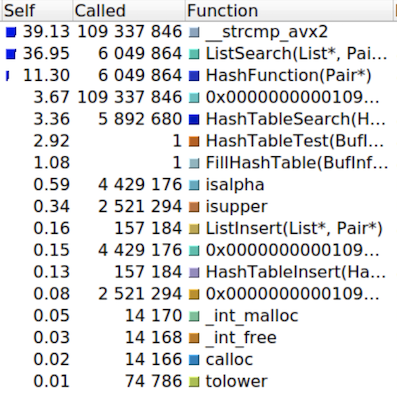 Self Called Function
39.13 109 337 846 __strcmp_avx2
36.95 6 049 864 ListSearch(List*, Pai...
11.30 6 049 864 HashFunction(Pair*)
3.67 109 337 846 0x0000000000109...
3.36 5 892 680 HashTableSearch(H...
2.92 1 HashTableTest(BufI...
1.08 1 FillHashTable(BufInf...
0.59 4 429 176 isalpha
0.34 2 521 294 isupper
0.16 157 184 ListInsert(List*, Pair*)
0.15 4 429 176 0x0000000000109...
0.13 157 184 HashTableInsert(Ha...
0.08 2 521 294 0x0000000000109...
0.05 14 170 _int_malloc
0.03 14 168 _int_free
0.02 14 166 calloc
0.01 74 786 tolower